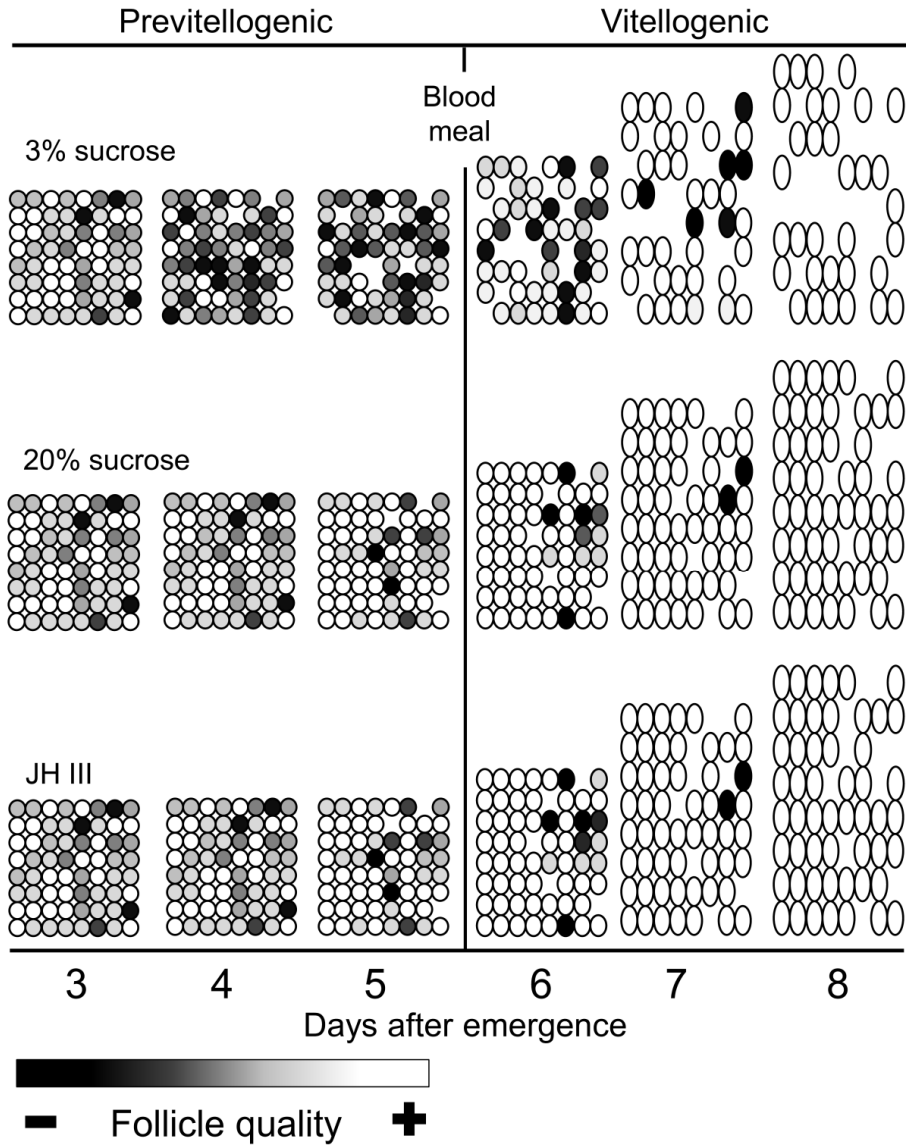 Previtellogenic
Vitellogenic
Blood
meal
3% sucrose
20% sucrose
JH III
3 4 5 6 7 8
Days after emergence
- Follicle quality +